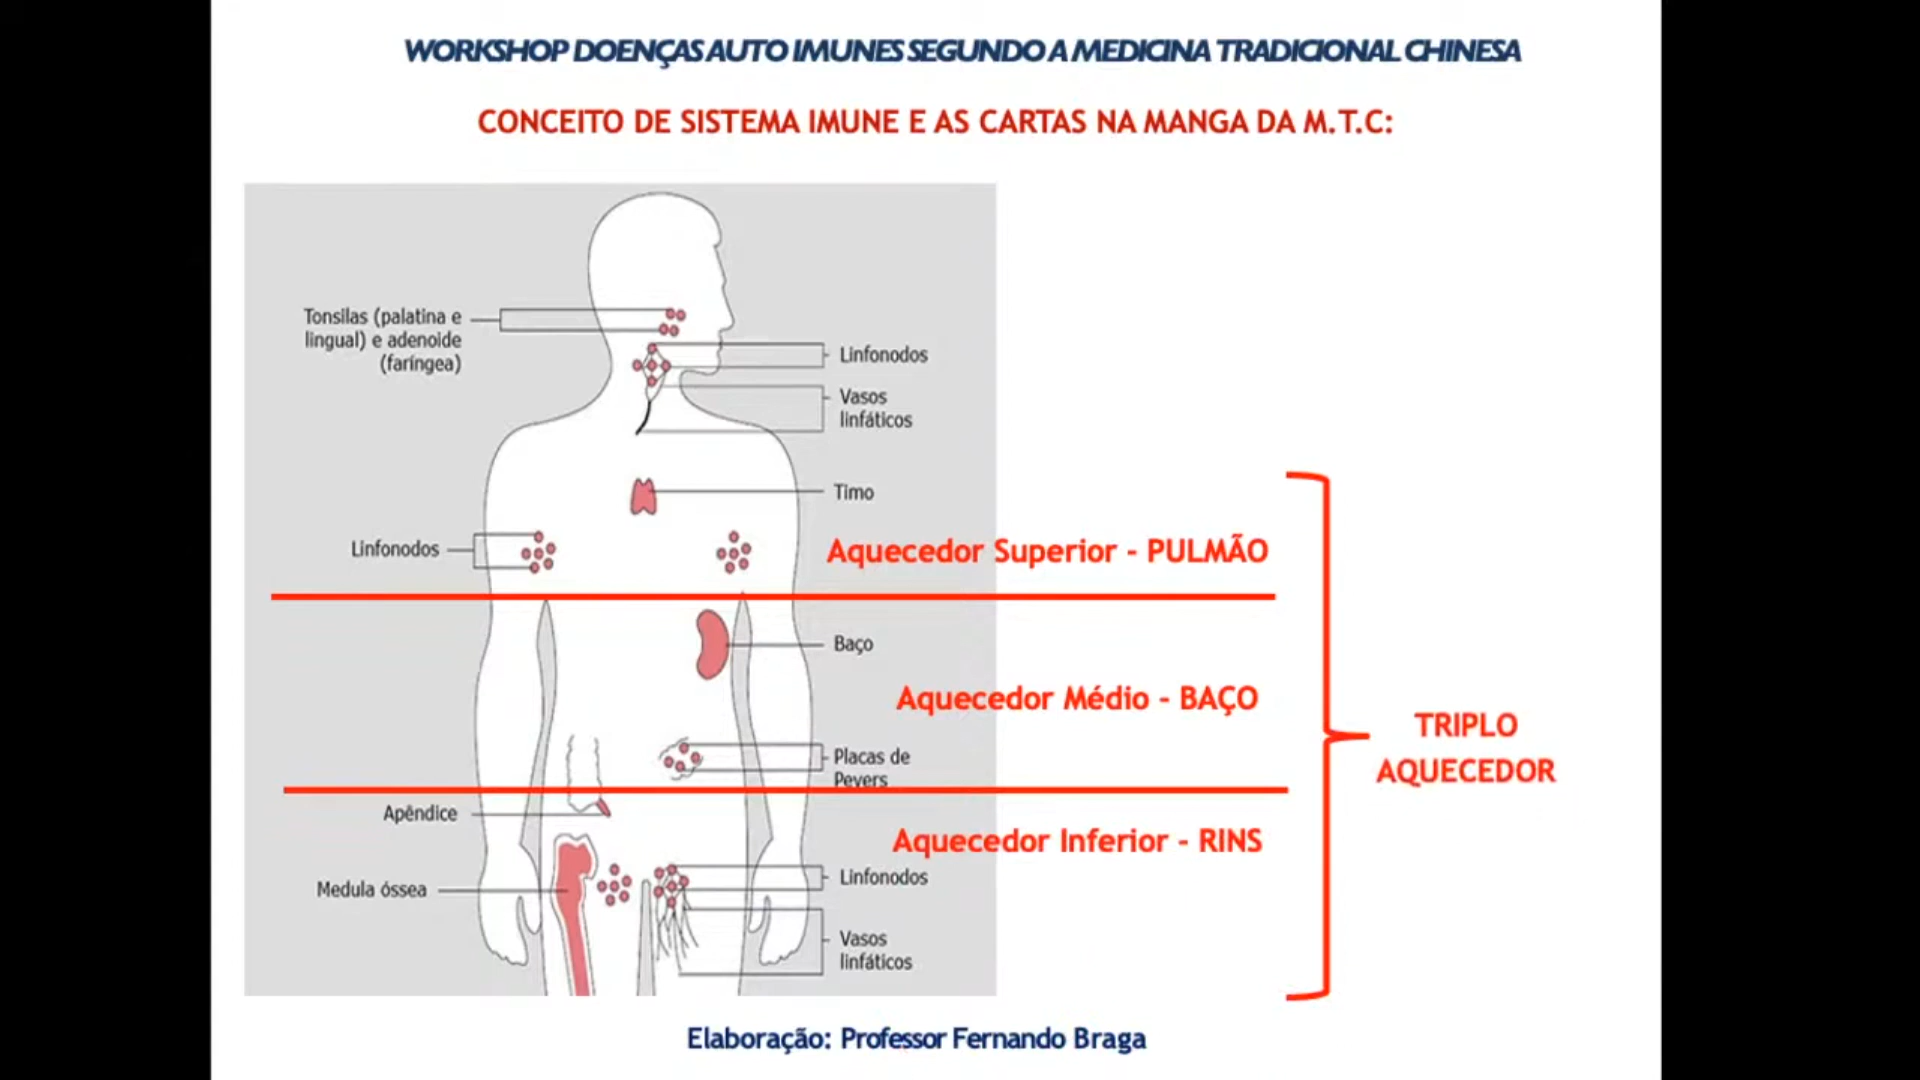 WORKSHOP DOENÇAS AUTO IMUNES SEGUNDO A MEDICINA TRADICIONAL CHINESA
CONCEITO DE SISTEMA IMUNE E AS CARTAS NA MANGA DA M.T.C:
Tonsilas (palatina e
lingual) e adenoide
(faríngea)
Linfonodos
Vasos
linfáticos
Timo
Linfonodos
Aquecedor Superior - PULMÃO
Baço
Aquecedor Médio - BAÇO
TRIPLO
AQUECEDOR
Placas de
Peyers
Apêndice
Aquecedor Inferior - RINS
Linfonodos
Medula óssea
Vasos
linfáticos
Elaboração: Professor Fernando Braga